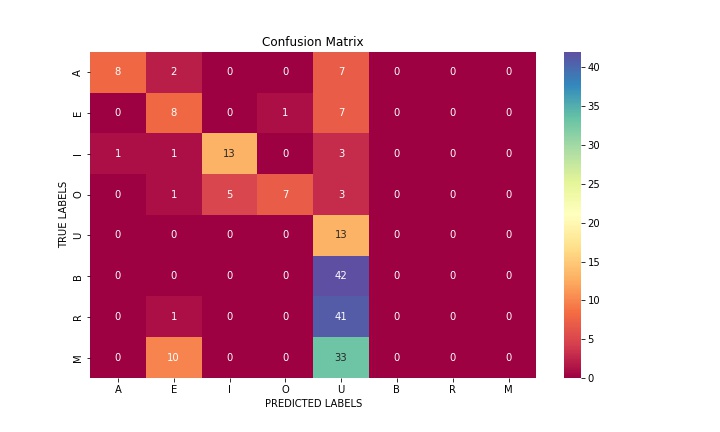 Confusion Matrix
TRUE LABELS
A 8 2 0 0 7 0 0 0
E 0 8 0 1 7 0 0 0
I 1 1 13 0 3 0 0 0
O 0 1 5 7 3 0 0 0
U 0 0 0 0 13 0 0 0
B 0 0 0 0 42 0 0 0
R 0 1 0 0 41 0 0 0
M 0 10 0 0 33 0 0 0
A E I O U B R M
PREDICTED LABELS
40
35
30
25
20
15
10
5
0